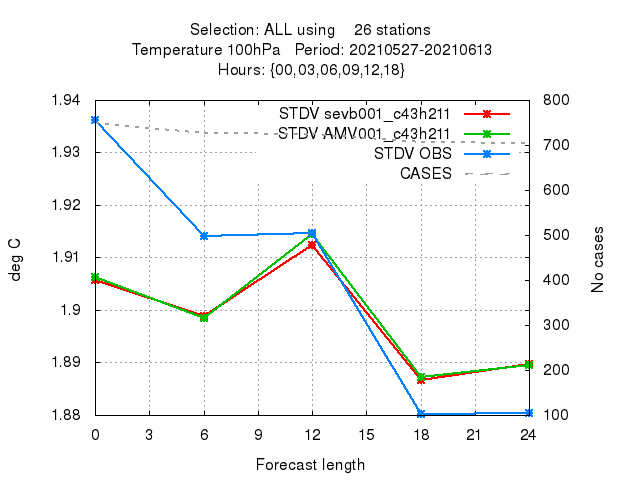 Selection: ALL using    26 stations
Temperature 100hPa   Period: 20210527-20210613
Hours: {00,03,06,09,12,18}
1.94
1.93
1.92
1.91
1.9
1.89
1.88
deg C
STDV sevb001_c43h211
STDV AMV001_c43h211
STDV OBS
CASES
800
700
600
500
400
300
200
100
No cases
0 3 6 9 12 15 18 21 24
Forecast length